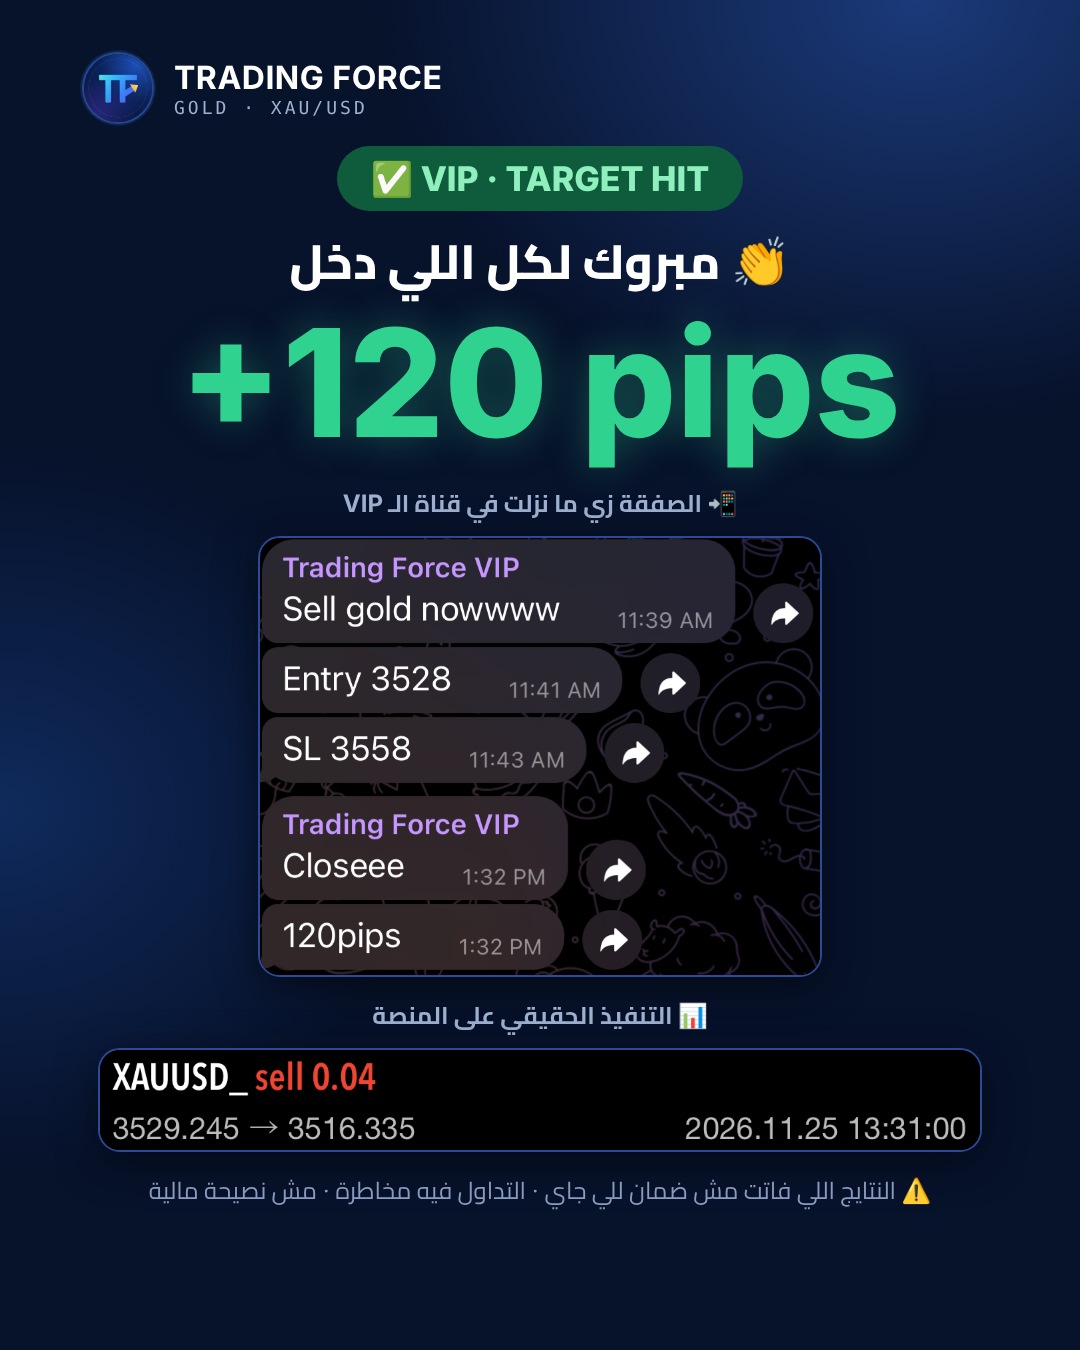 TF
TRADING FORCE
GOLD · XAU/USD
✅ VIP · TARGET HIT
👏 مبروك لكل اللي دخل
+120 pips
📲 الصفقة زي ما نزلت في قناة الـ VIP
Trading Force VIP
Sell gold nowwww 11:39 AM
Entry 3528 11:41 AM
SL 3558 11:43 AM
Trading Force VIP
Closeee 1:32 PM
120pips 1:32 PM
📊 التنفيذ الحقيقي على المنصة
XAUUSD_ sell 0.04
3529.245 → 3516.335 2026.11.25 13:31:00
⚠️ النتايج اللي فاتت مش ضمان للي جاي · التداول فيه مخاطرة · مش نصيحة مالية